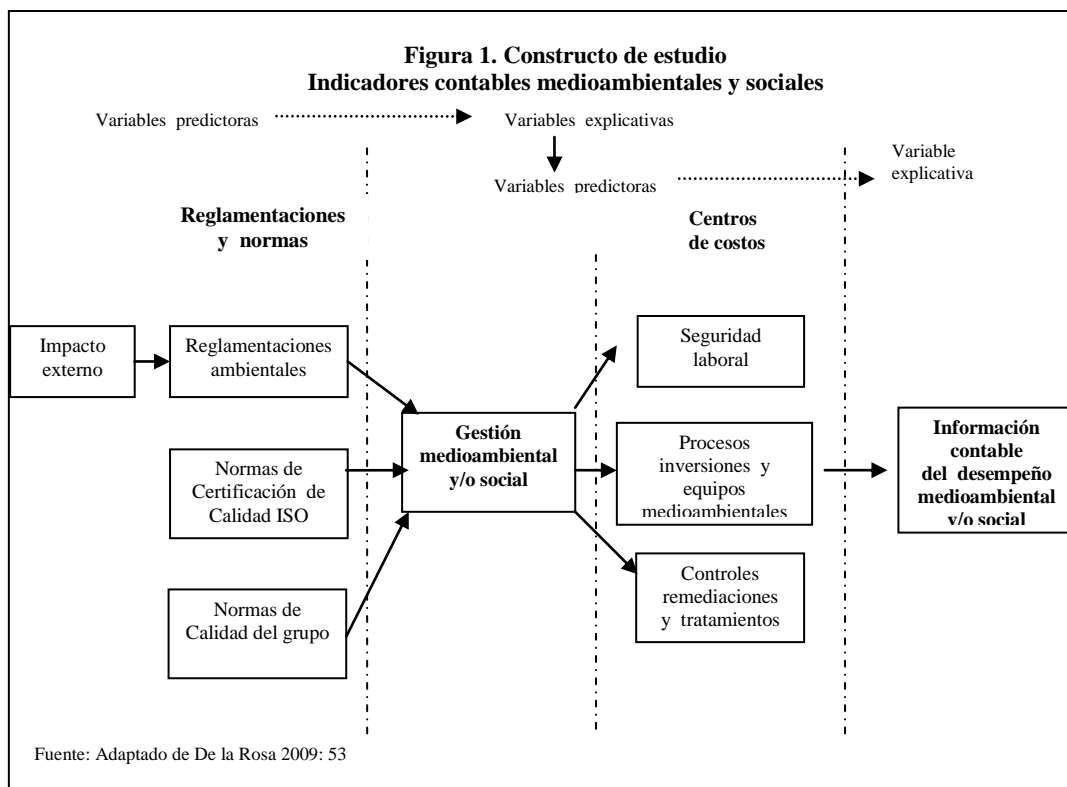 Figura 1. Constructo de estudio
Indicadores contables medioambientales y sociales
Variables predictoras
Variables explicativas
Variables predictoras
Variable
explicativa
Reglamentaciones
y normas
Centros
de costos
Impacto
externo
Reglamentaciones
ambientales
Normas de
Certificación de
Calidad ISO
Normas de
Calidad del grupo
Gestión
medioambiental
y/o social
Seguridad
laboral
Procesos
inversiones y
equipos
medioambientales
Controles
remediaciones
y tratamientos
Información
contable
del desempeño
medioambiental
y/o social
Fuente: Adaptado de De la Rosa 2009: 53